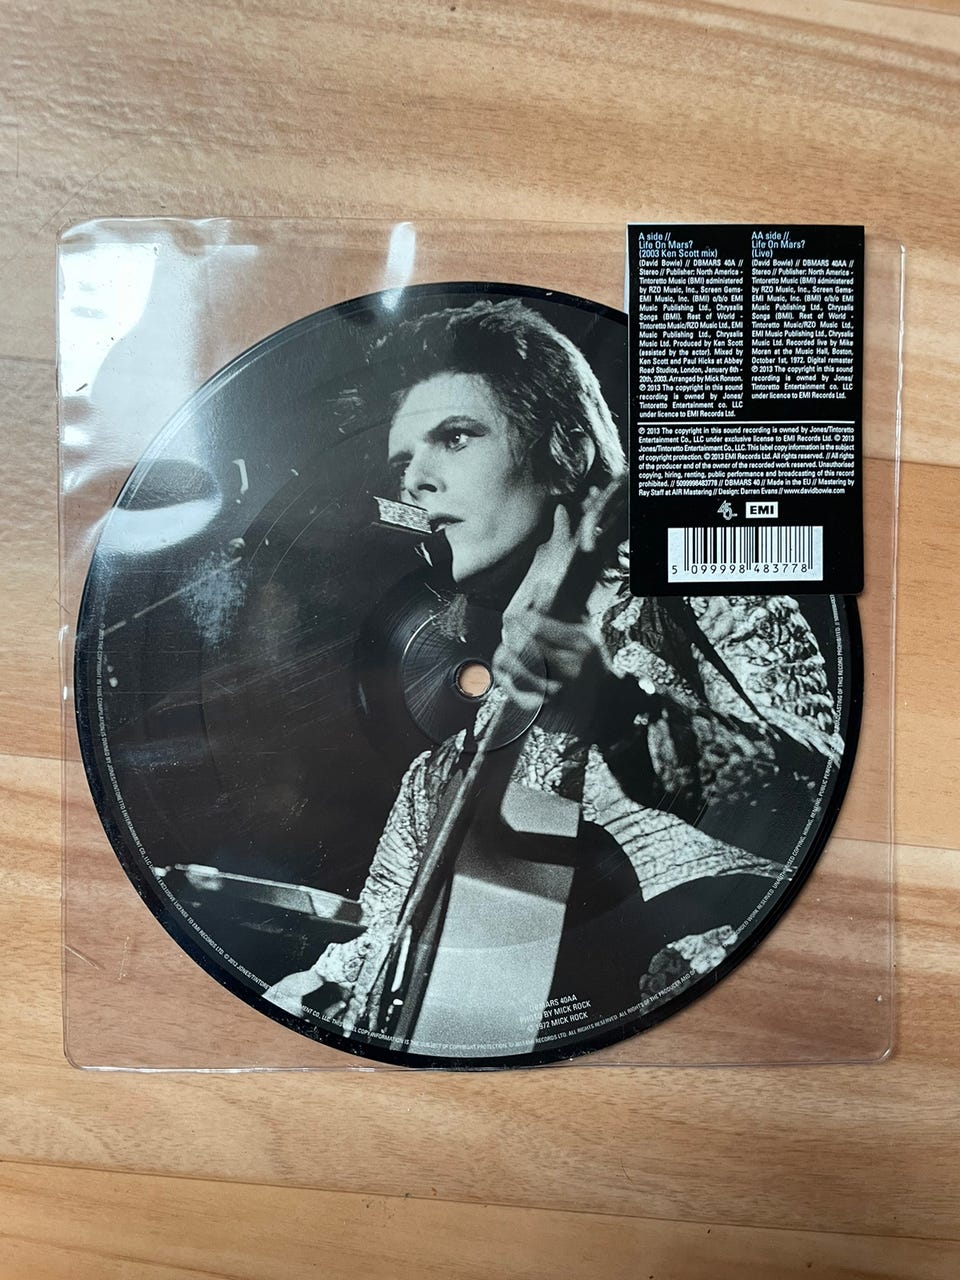 A side //
Life On Mars?
(2003 Ken Scott mix)
(David Bowie) // DBMARS 40A //
Stereo // Publisher: North America -
Tintoretto Music (BMI) administered
by RZO Music, Inc., Screen Gems-
EMI Music, Inc. (BMI) o/b/o EMI
Music Publishing Ltd., Chrysalis
Songs (BMI). Rest of World -
Tintoretto Music/RZO Music Ltd., EMI
Music Publishing Ltd., Chrysalis
Music Ltd. Produced by Ken Scott
(assisted by the actor). Mixed by
Ken Scott and Paul Hicks at Abbey
Road Studios, London, January 6th -
20th, 2003. Arranged by Mick Ronson.
℗ 2013 The copyright in this sound
recording is owned by Jones/
Tintoretto Entertainment co. LLC
under licence to EMI Records Ltd.
AA side //
Life On Mars?
(Live)
(David Bowie) // DBMARS 40AA //
Stereo // Publisher: North America -
Tintoretto Music (BMI) administered
by RZO Music, Inc., Screen Gems-
EMI Music, Inc. (BMI) o/b/o EMI
Music Publishing Ltd., Chrysalis
Songs (BMI). Rest of World -
Tintoretto Music/RZO Music Ltd.,
EMI Music Publishing Ltd., Chrysalis
Music Ltd. Recorded live by Mike
Moran at the Music Hall, Boston,
October 1st, 1972. Digital remaster
℗ 2013 The copyright in this sound
recording is owned by Jones/
Tintoretto Entertainment co. LLC
under licence to EMI Records Ltd.
℗ 2013 The copyright in this sound recording is owned by Jones/Tintoretto
Entertainment Co., LLC under exclusive license to EMI Records Ltd. © 2013
Jones/Tintoretto Entertainment Co., LLC. This label copy information is the subject
of copyright protection. © 2013 EMI Records Ltd. All rights reserved. // All rights
of the producer and of the owner of the recorded work reserved. Unauthorised
copying, hiring, renting, public performance and broadcasting of this record
prohibited. // 5099998483778 // DBMARS 40 // Made in the EU // Mastering by
Ray Staff at AIR Mastering // Design: Darren Evans // www.davidbowie.com
EMI
5 099998 483778
DBMARS 40AA
PHOTO BY MICK ROCK
© 1972 MICK ROCK